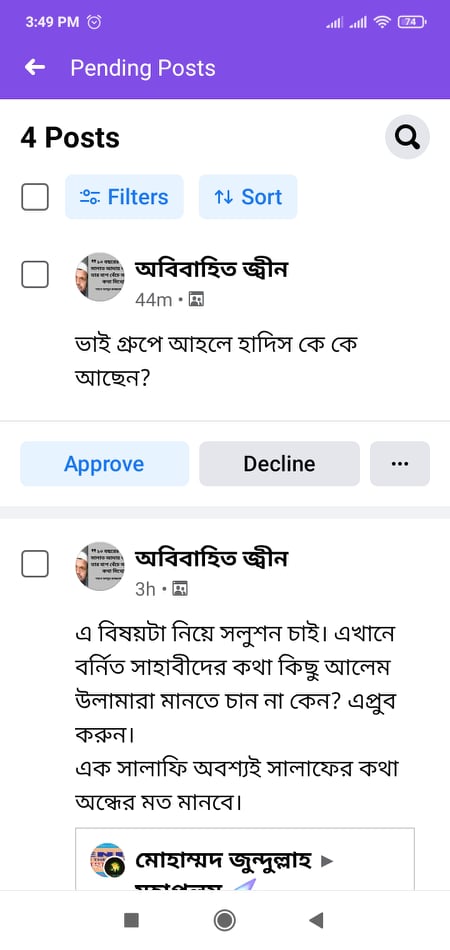 3:49 PM
74
Pending Posts
4 Posts
Filters
Sort
অবিবাহিত জ্বীন
44m •
ভাই গ্রুপে আহলে হাদিস কে কে
আছেন?
Approve
Decline
...
অবিবাহিত জ্বীন
3h •
এ বিষয়টা নিয়ে সলুশন চাই। এখানে
বর্নিত সাহাবীদের কথা কিছু আলেম
উলামারা মানতে চান না কেন? এপ্রুব
করুন।
এক সালাফি অবশ্যই সালাফের কথা
অন্ধের মত মানবে।
মোহাম্মদ জুন্দুল্লাহ